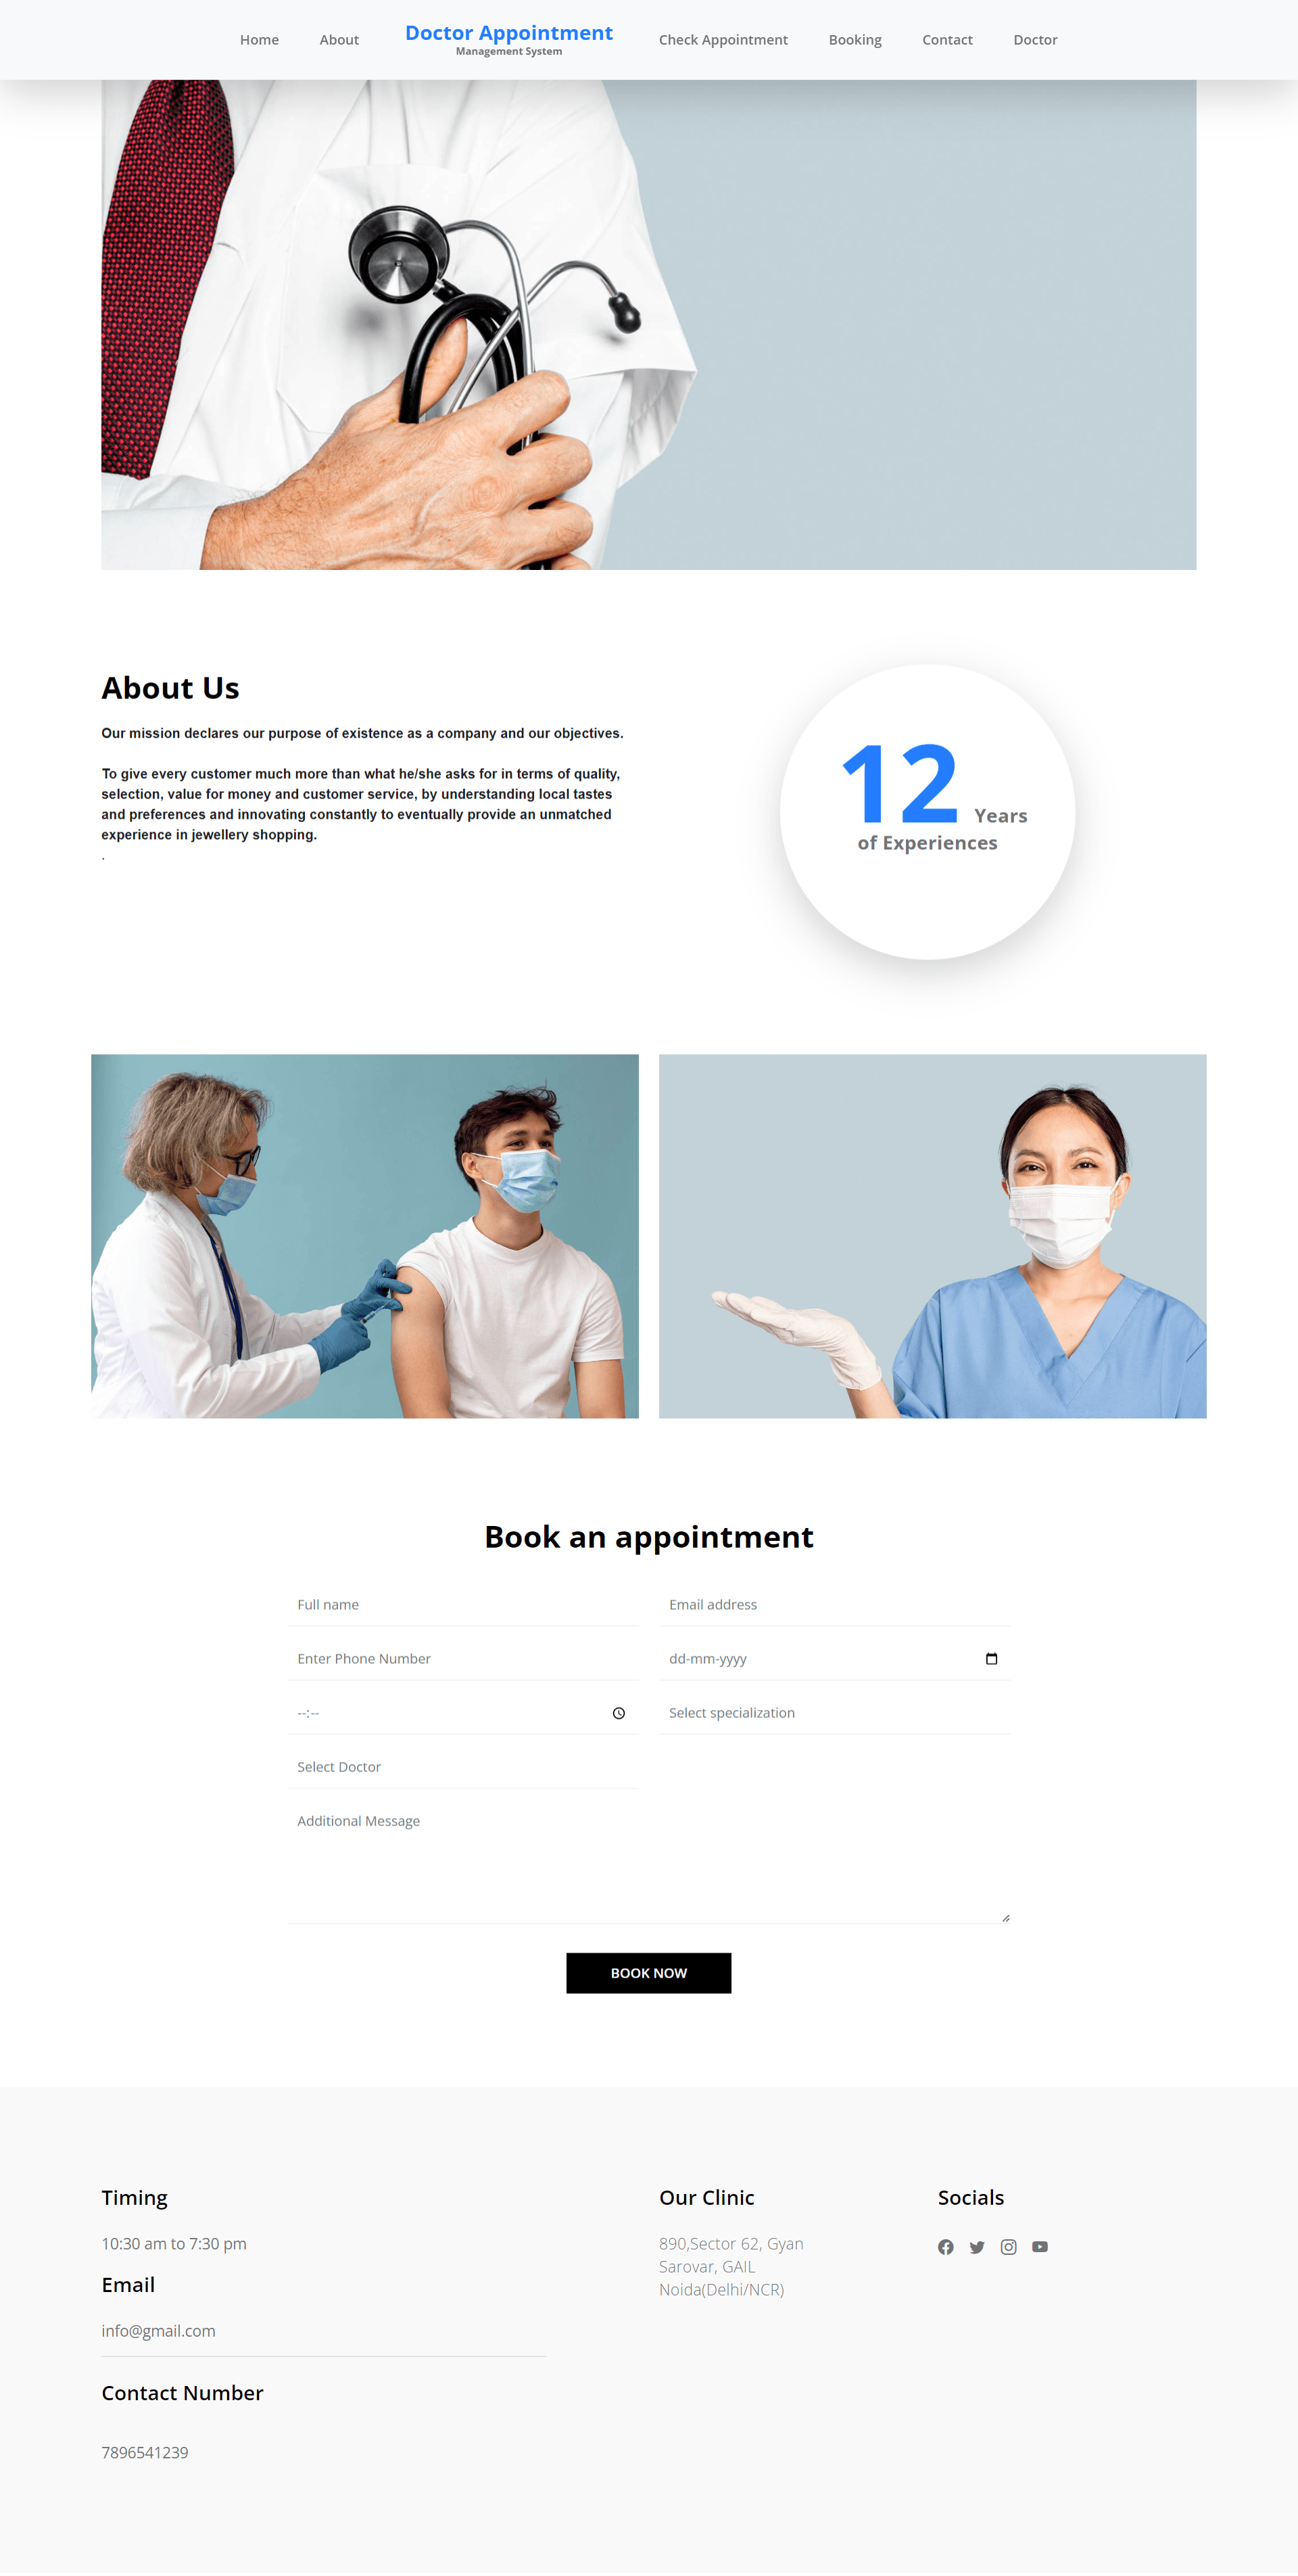 Home
About
Doctor Appointment
Management System
Check Appointment
Booking
Contact
Doctor
About Us
Our mission declares our purpose of existence as a company and our objectives.
To give every customer much more than what he/she asks for in terms of quality,
selection, value for money and customer service, by understanding local tastes
and preferences and innovating constantly to eventually provide an unmatched
experience in jewellery shopping.
.
12 Years
of Experiences
Book an appointment
Full name
Email address
Enter Phone Number
dd-mm-yyyy
--:--
Select specialization
Select Doctor
Additional Message
BOOK NOW
Timing
10:30 am to 7:30 pm
Email
info@gmail.com
Contact Number
7896541239
Our Clinic
890,Sector 62, Gyan
Sarovar, GAIL
Noida(Delhi/NCR)
Socials